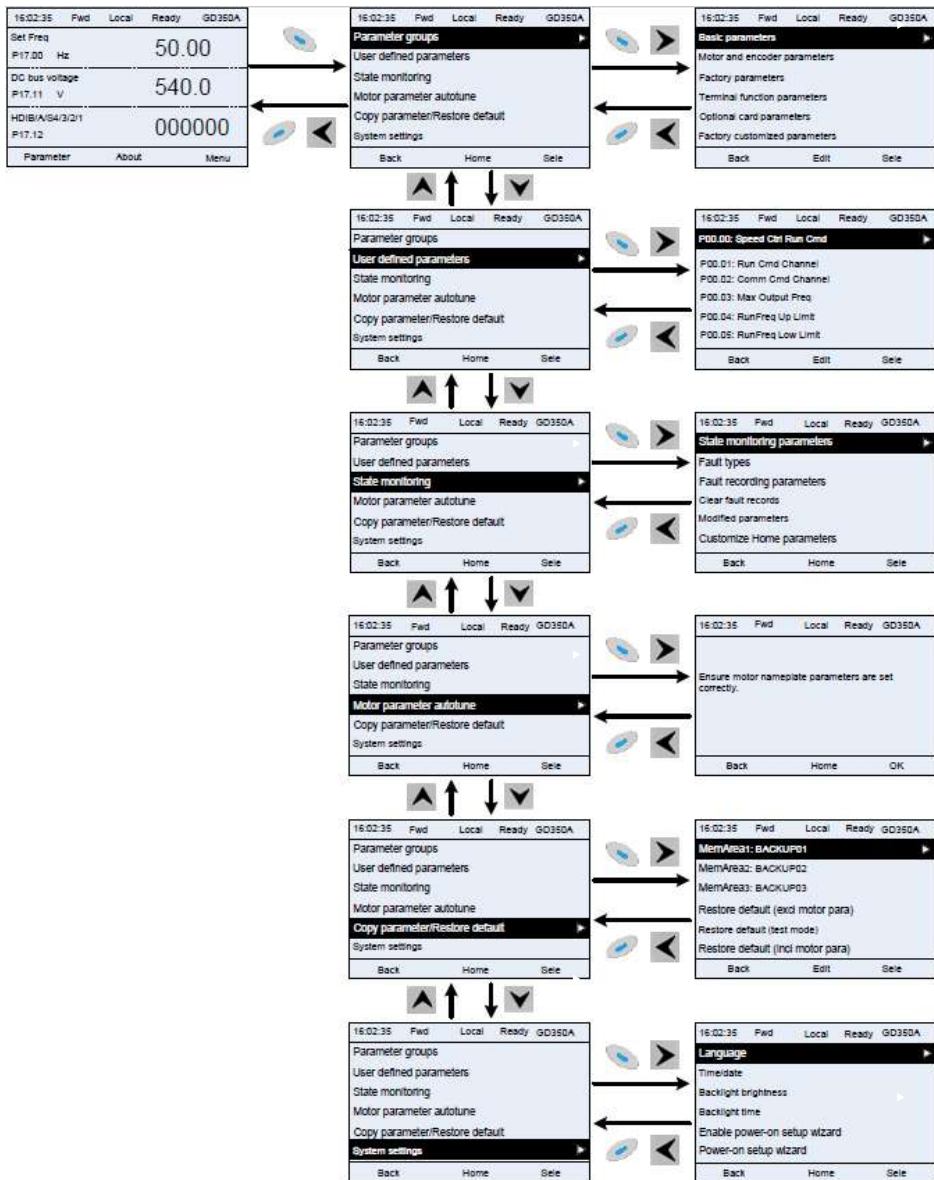 16:02:35 Fwd Local Ready GD350A
Set Freq
P17.00 Hz
50.00
DC bus voltage
P17.11 V
540.0
HDIB/A/S4/3/2/1
P17.12
000000
Parameter About Menu
16:02:35 Fwd Local Ready GD350A
Parameter groups
User defined parameters
State monitoring
Motor parameter autotune
Copy parameter/Restore default
System settings
Back Home Sele
16:02:35 Fwd Local Ready GD350A
Basic parameters
Motor and encoder parameters
Factory parameters
Terminal function parameters
Optional card parameters
Factory customized parameters
Back Edit Sele
16:02:35 Fwd Local Ready GD350A
Parameter groups
User defined parameters
State monitoring
Motor parameter autotune
Copy parameter/Restore default
System settings
Back Home Sele
16:02:35 Fwd Local Ready GD350A
P00.00: Speed Ctrl Run Cmd
P00.01: Run Cmd Channel
P00.02: Comm Cmd Channel
P00.03: Max Output Freq
P00.04: RunFreq Up Limit
P00.05: RunFreq Low Limit
Back Edit Sele
16:02:35 Fwd Local Ready GD350A
Parameter groups
User defined parameters
State monitoring
Motor parameter autotune
Copy parameter/Restore default
System settings
Back Home Sele
16:02:35 Fwd Local Ready GD350A
State monitoring parameters
Fault types
Fault recording parameters
Clear fault records
Modified parameters
Customize Home parameters
Back Home Sele
16:02:35 Fwd Local Ready GD350A
Parameter groups
User defined parameters
State monitoring
Motor parameter autotune
Copy parameter/Restore default
System settings
Back Home Sele
16:02:35 Fwd Local Ready GD350A
Ensure motor nameplate parameters are set
correctly.
Back Home OK
16:02:35 Fwd Local Ready GD350A
Parameter groups
User defined parameters
State monitoring
Motor parameter autotune
Copy parameter/Restore default
System settings
Back Home Sele
16:02:35 Fwd Local Ready GD350A
MemArea1: BACKUP01
MemArea2: BACKUP02
MemArea3: BACKUP03
Restore default (excl motor para)
Restore default (test mode)
Restore default (incl motor para)
Back Edit Sele
16:02:35 Fwd Local Ready GD350A
Parameter groups
User defined parameters
State monitoring
Motor parameter autotune
Copy parameter/Restore default
System settings
Back Home Sele
16:02:35 Fwd Local Ready GD350A
Language
Time/date
Backlight brightness
Backlight time
Enable power-on setup wizard
Power-on setup wizard
Back Home Sele